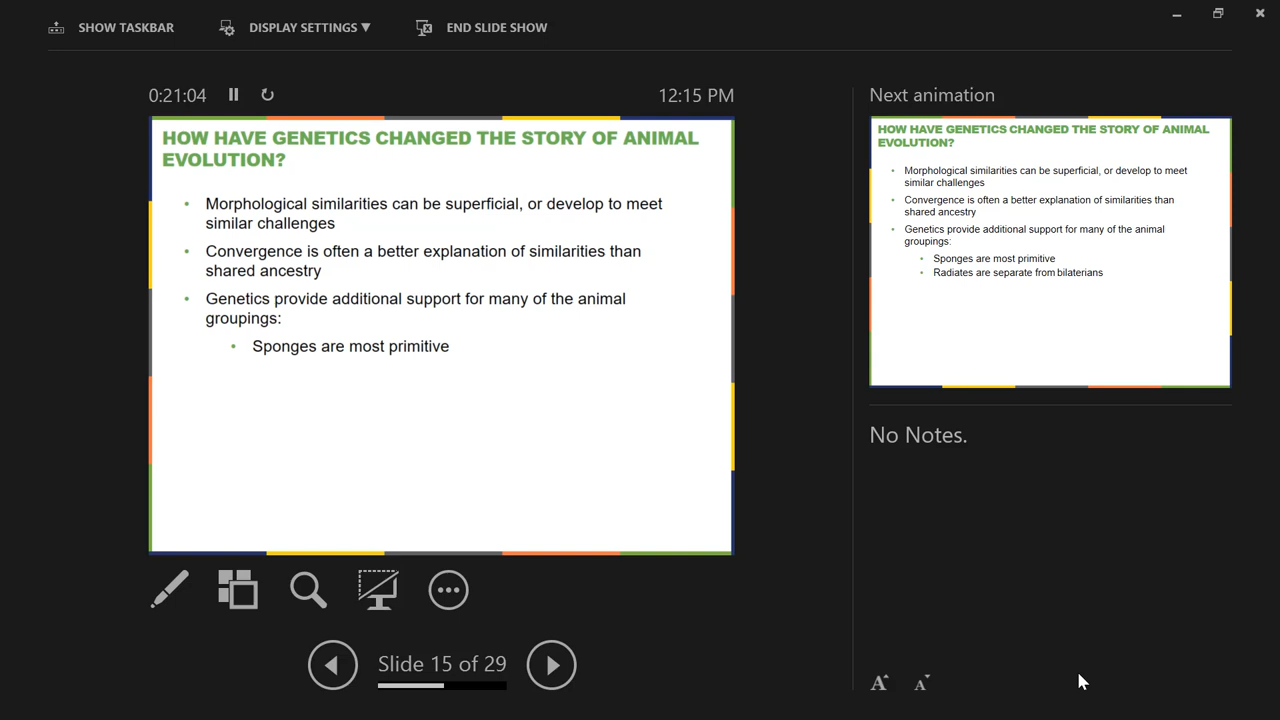 SHOW TASKBAR
DISPLAY SETTINGS ▼
END SLIDE SHOW
0:21:04
12:15 PM
HOW HAVE GENETICS CHANGED THE STORY OF ANIMAL
EVOLUTION?
• Morphological similarities can be superficial, or develop to meet
similar challenges
• Convergence is often a better explanation of similarities than
shared ancestry
• Genetics provide additional support for many of the animal
groupings:
• Sponges are most primitive
Slide 15 of 29
Next animation
HOW HAVE GENETICS CHANGED THE STORY OF ANIMAL
EVOLUTION?
• Morphological similarities can be superficial, or develop to meet
similar challenges
• Convergence is often a better explanation of similarities than
shared ancestry
• Genetics provide additional support for many of the animal
groupings:
• Sponges are most primitive
• Radiates are separate from bilaterians
No Notes.
A A